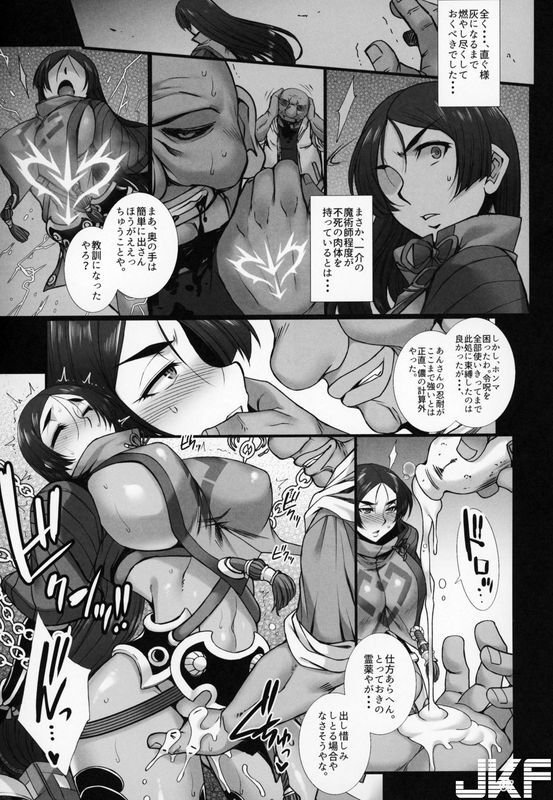 全く･･､直ぐ様
灰になるまで
燃やし尽くして
おくべきでした･･
まさか､一介の
魔術師程度が
不死の肉体を
持っているとは･･･
まあ､奥の手は
簡単に出さん
ほうがええっ
ちゅうことや｡
教訓になった
やろ?
しかし､ホンマ
困ったわ､令呪を
全部使いきってまで
此処に束縛したのは
良かったが･･･
あんさんの忍耐
ここまで強いとは
正直､儂の計算外
やった｡
ドロ
仕方あらへん｡
とっておきの
霊薬やが･･･
出し惜しみ
しとる場合や
なさそうやな｡
JKF